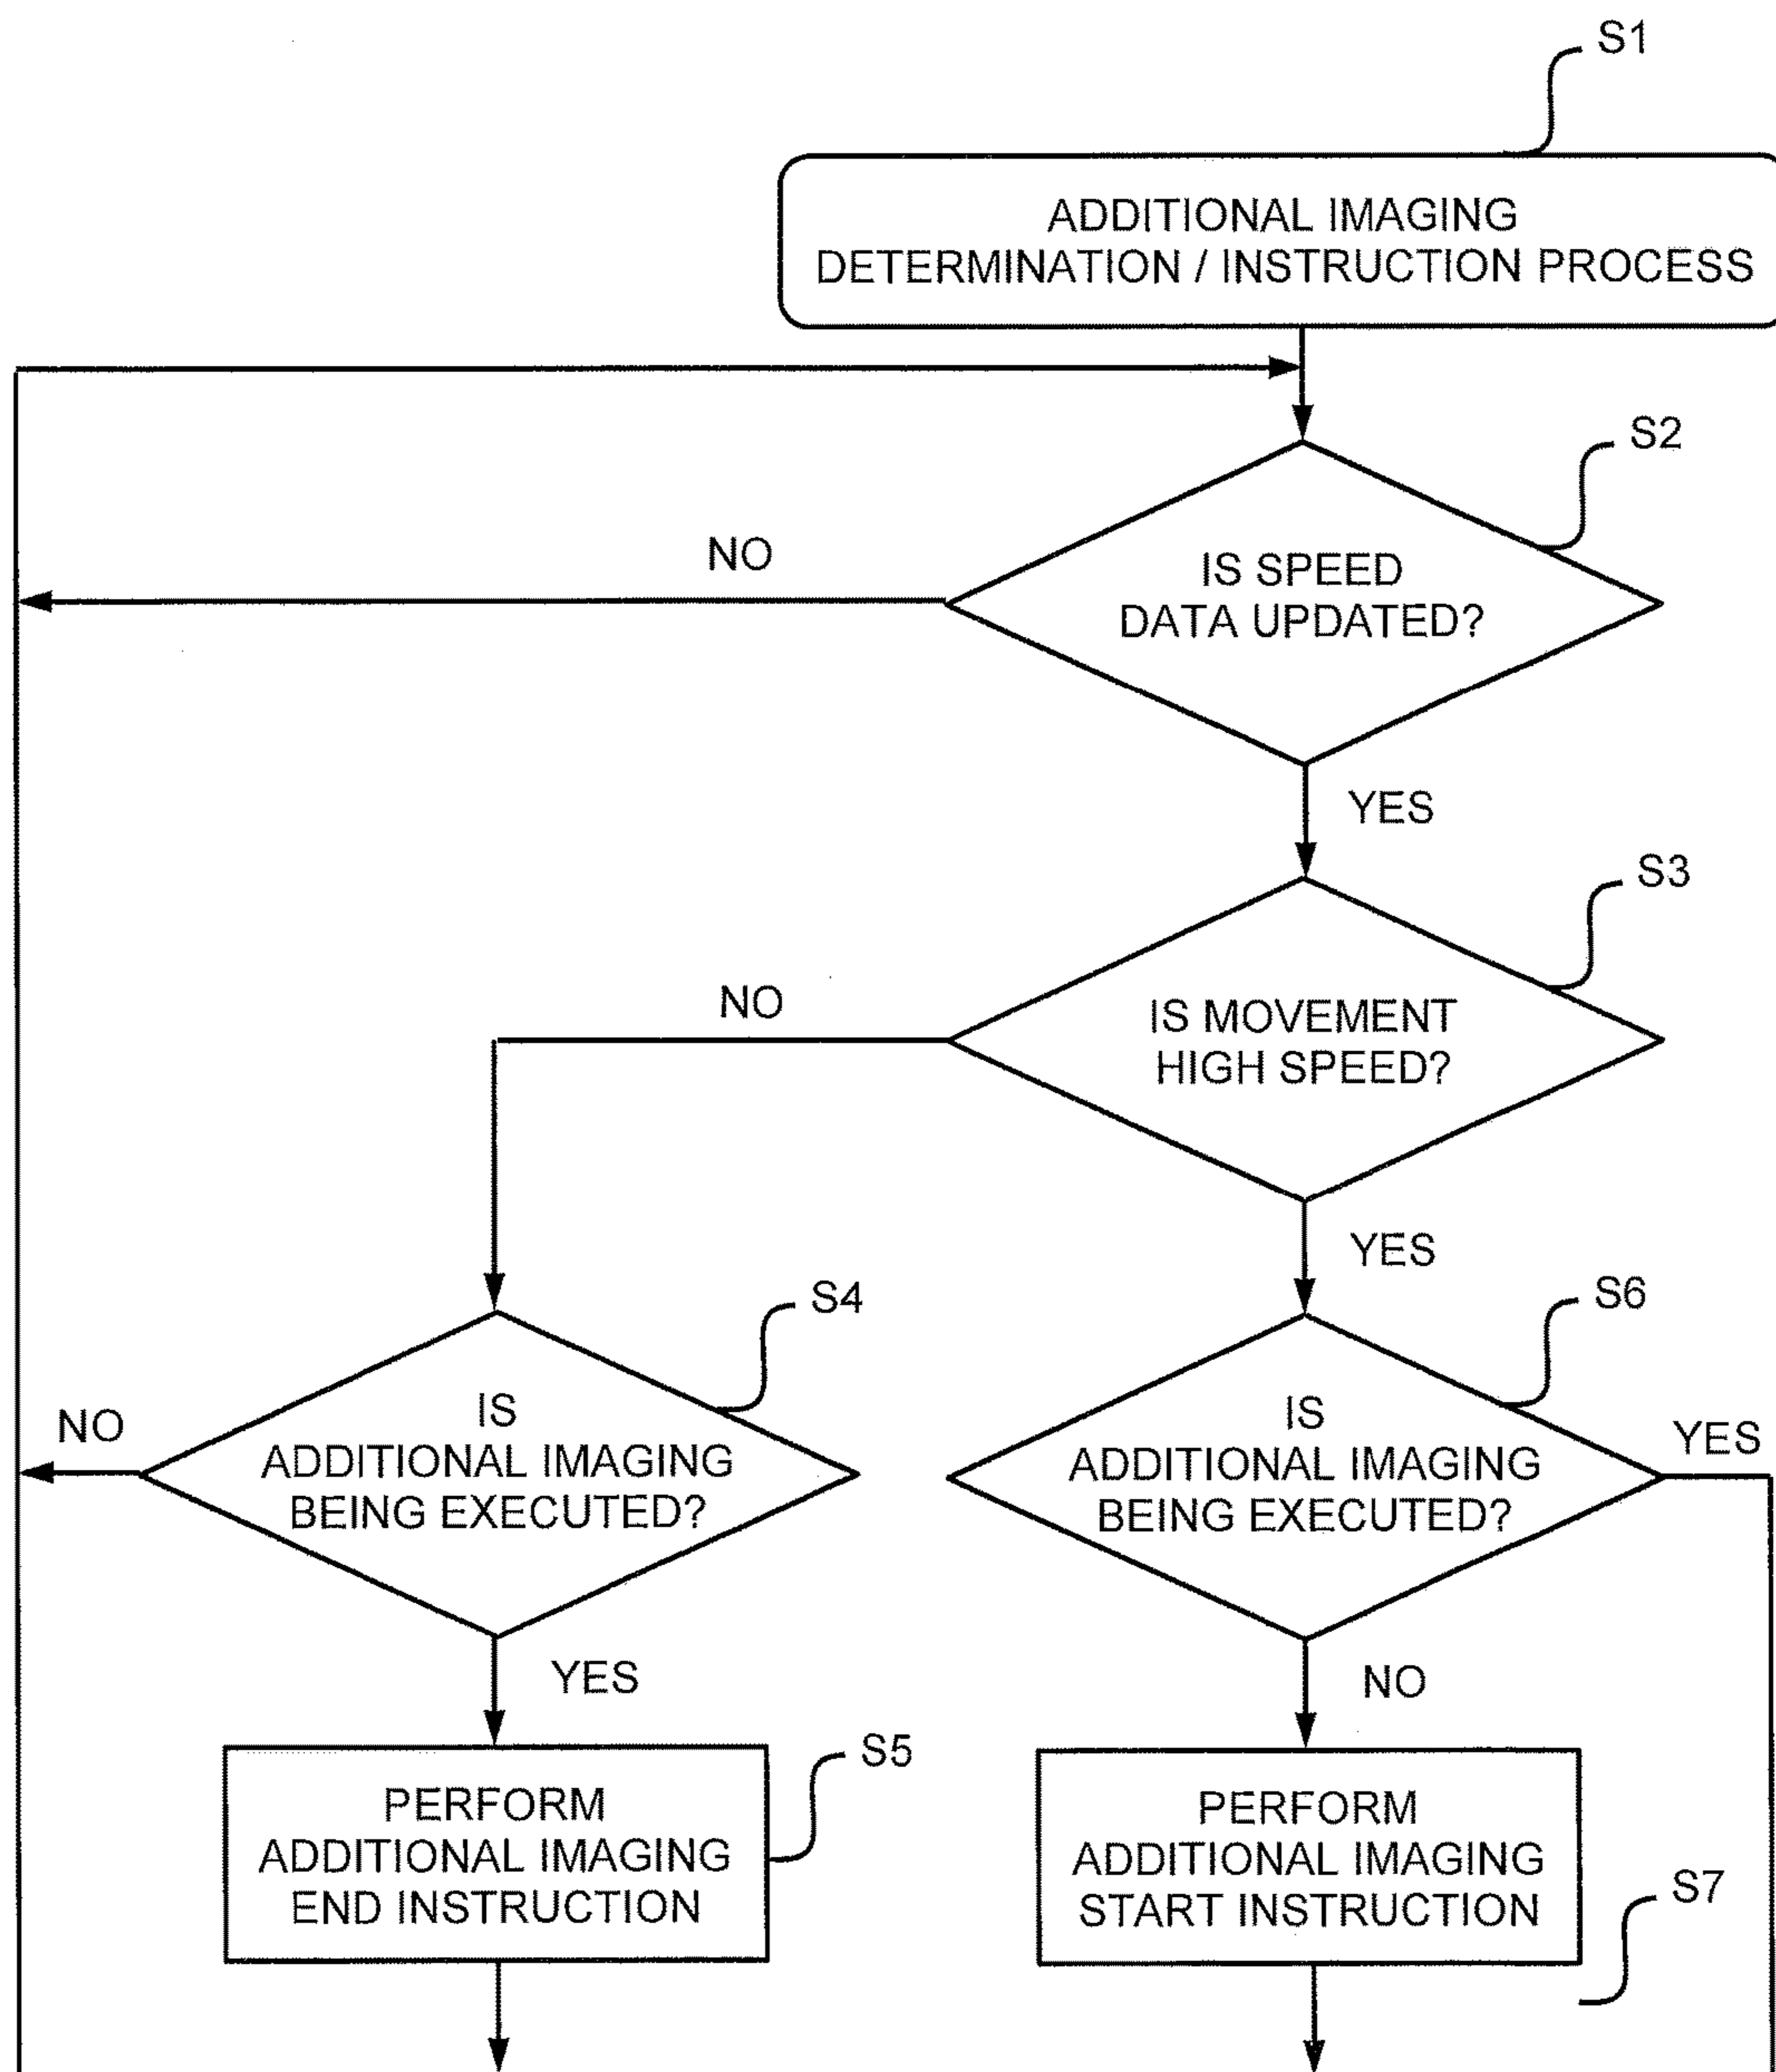 S1
ADDITIONAL IMAGING
DETERMINATION / INSTRUCTION PROCESS
S2
NO
IS SPEED
DATA UPDATED?
YES
S3
NO
IS MOVEMENT
HIGH SPEED?
YES
S4
S6
NO
IS
ADDITIONAL IMAGING
BEING EXECUTED?
IS
ADDITIONAL IMAGING
BEING EXECUTED?
YES
YES
NO
S5
PERFORM
ADDITIONAL IMAGING
END INSTRUCTION
PERFORM
ADDITIONAL IMAGING
START INSTRUCTION
S7